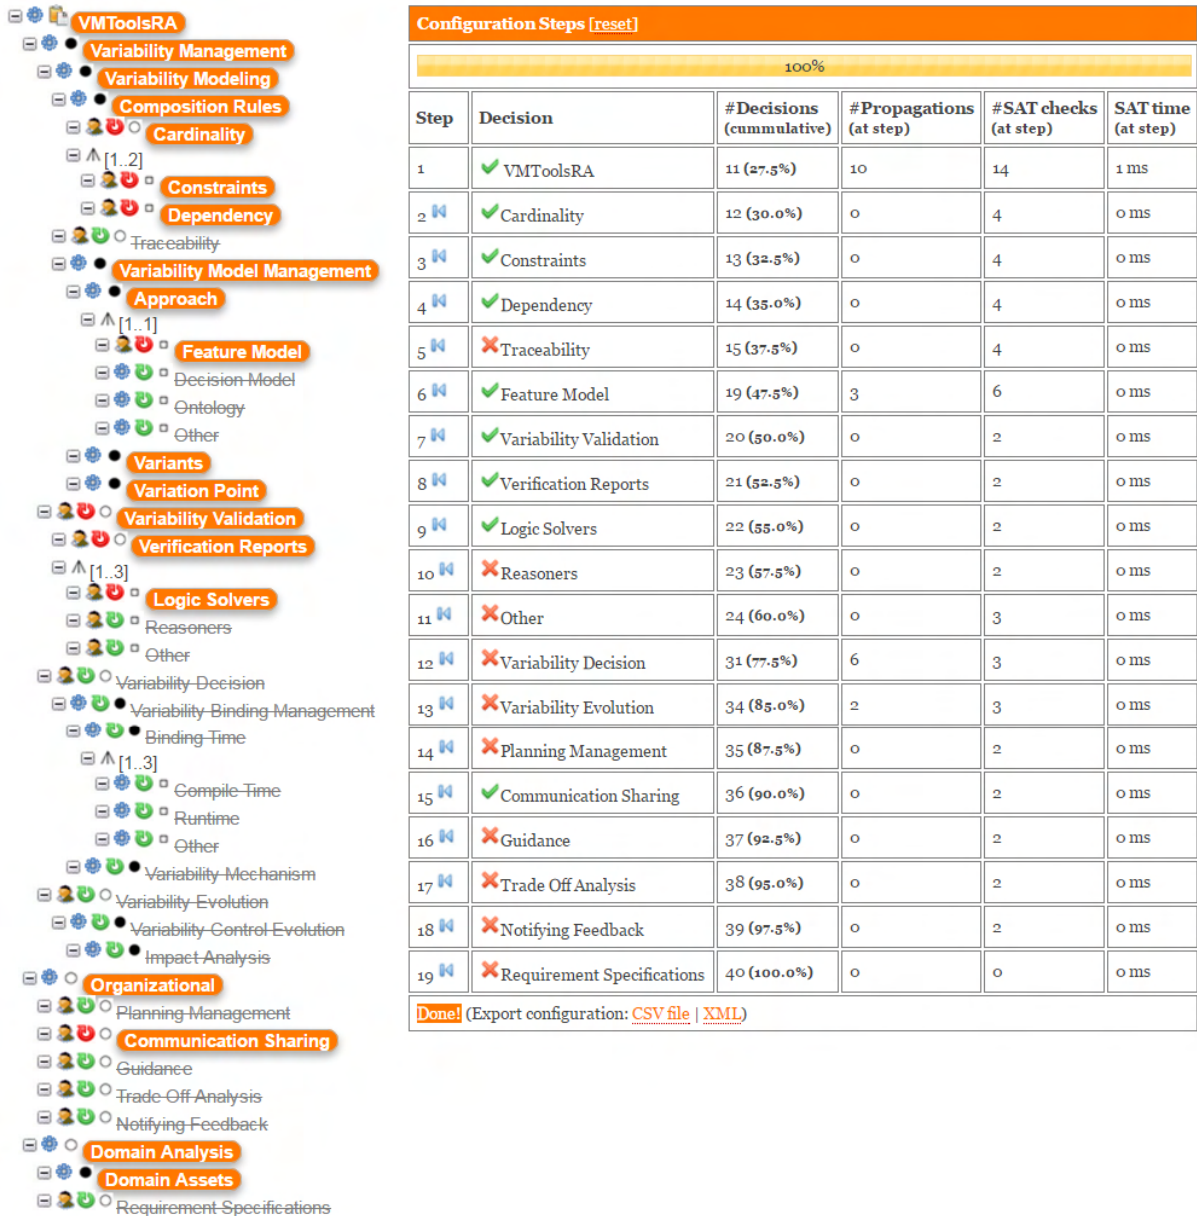 VMToolsRA
Variability Management
Variability Modeling
Composition Rules
Cardinality
[1..2]
Constraints
Dependency
Traceability
Variability Model Management
Approach
[1..1]
Feature Model
Decision Model
Ontology
Other
Variants
Variation Point
Variability Validation
Verification Reports
[1..3]
Logic Solvers
Reasoners
Other
Variability Decision
Variability Binding Management
Binding Time
[1..3]
Compile Time
Runtime
Other
Variability Mechanism
Variability Evolution
Variability Control Evolution
Impact Analysis
Organizational
Planning Management
Communication Sharing
Guidance
Trade Off Analysis
Notifying Feedback
Domain Analysis
Domain Assets
Requirement Specifications
Configuration Steps [reset]
100%
Step Decision #Decisions (cummulative) #Propagations (at step) #SAT checks (at step) SAT time (at step)
1 VMToolsRA 11 (27.5%) 10 14 1 ms
2 Cardinality 12 (30.0%) 0 4 0 ms
3 Constraints 13 (32.5%) 0 4 0 ms
4 Dependency 14 (35.0%) 0 4 0 ms
5 Traceability 15 (37.5%) 0 4 0 ms
6 Feature Model 19 (47.5%) 3 6 0 ms
7 Variability Validation 20 (50.0%) 0 2 0 ms
8 Verification Reports 21 (52.5%) 0 2 0 ms
9 Logic Solvers 22 (55.0%) 0 2 0 ms
10 Reasoners 23 (57.5%) 0 2 0 ms
11 Other 24 (60.0%) 0 3 0 ms
12 Variability Decision 31 (77.5%) 6 3 0 ms
13 Variability Evolution 34 (85.0%) 2 3 0 ms
14 Planning Management 35 (87.5%) 0 2 0 ms
15 Communication Sharing 36 (90.0%) 0 2 0 ms
16 Guidance 37 (92.5%) 0 2 0 ms
17 Trade Off Analysis 38 (95.0%) 0 2 0 ms
18 Notifying Feedback 39 (97.5%) 0 2 0 ms
19 Requirement Specifications 40 (100.0%) 0 0 0 ms
Done! (Export configuration: CSV file | XML)